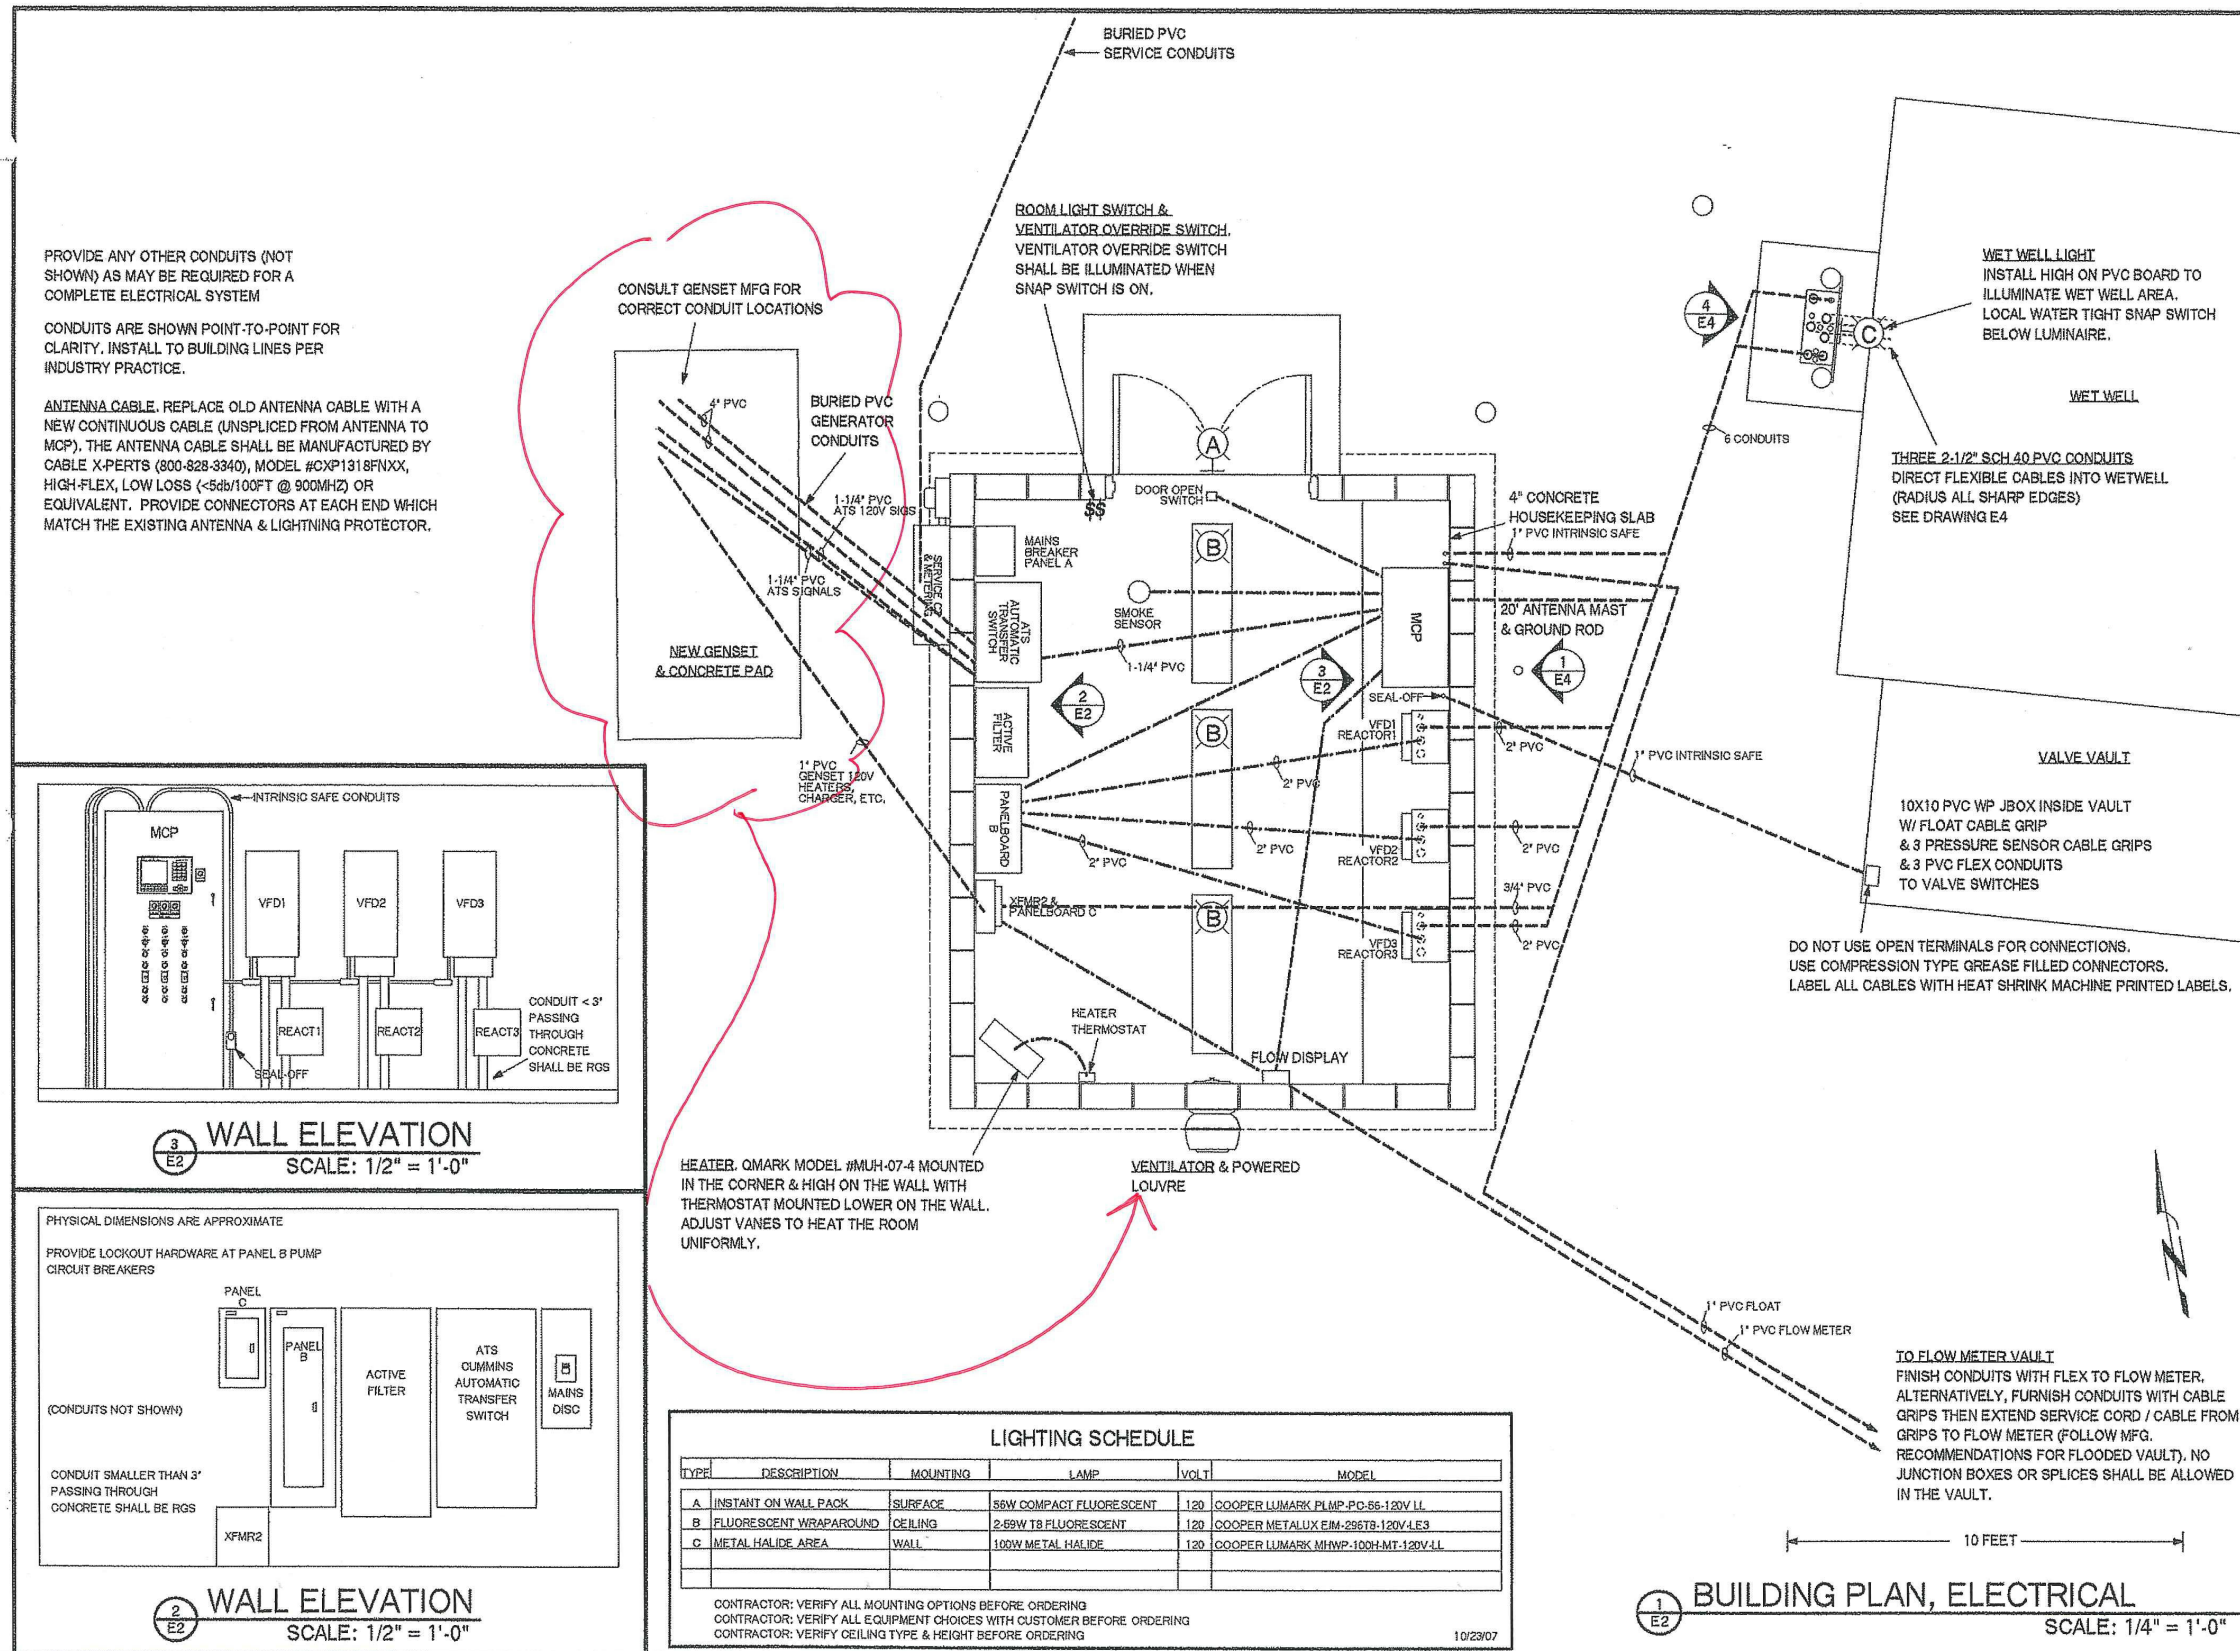 BURIED PVC
SERVICE CONDUITS
PROVIDE ANY OTHER CONDUITS (NOT
SHOWN) AS MAY BE REQUIRED FOR A
COMPLETE ELECTRICAL SYSTEM
CONDUITS ARE SHOWN POINT-TO-POINT FOR
CLARITY. INSTALL TO BUILDING LINES PER
INDUSTRY PRACTICE.
ANTENNA CABLE. REPLACE OLD ANTENNA CABLE WITH A
NEW CONTINUOUS CABLE (UNSPLICED FROM ANTENNA TO
MCP). THE ANTENNA CABLE SHALL BE MANUFACTURED BY
CABLE X-PERTS (800-828-3340), MODEL #CXP1318FNXX,
HIGH-FLEX, LOW LOSS (<5db/100FT @ 900MHZ) OR
EQUIVALENT. PROVIDE CONNECTORS AT EACH END WHICH
MATCH THE EXISTING ANTENNA & LIGHTNING PROTECTOR.
CONSULT GENSET MFG FOR
CORRECT CONDUIT LOCATIONS
4" PVC
BURIED PVC
GENERATOR
CONDUITS
1-1/4" PVC
ATS 120V SIGS
1-1/4" PVC
ATS SIGNALS
NEW GENSET
& CONCRETE PAD
1" PVC
GENSET 120V
HEATERS,
CHARGER, ETC.
ROOM LIGHT SWITCH &
VENTILATOR OVERRIDE SWITCH.
VENTILATOR OVERRIDE SWITCH
SHALL BE ILLUMINATED WHEN
SNAP SWITCH IS ON.
A
DOOR OPEN
SWITCH
$$
SERVICE CT
& METERING
MAINS
BREAKER
PANEL A
ATS
AUTOMATIC
TRANSFER
SWITCH
ACTIVE
FILTER
PANELBOARD
B
XFMR2 &
PANELBOARD C
SMOKE
SENSOR
1-1/4" PVC
B
B
B
2
E2
3
E2
MCP
SEAL-OFF
VFD1
REACTOR1
VFD2
REACTOR2
VFD3
REACTOR3
2" PVC
2" PVC
2" PVC
HEATER
THERMOSTAT
FLOW DISPLAY
4" CONCRETE
HOUSEKEEPING SLAB
1" PVC INTRINSIC SAFE
20' ANTENNA MAST
& GROUND ROD
1
E4
2" PVC
1" PVC INTRINSIC SAFE
2" PVC
3/4" PVC
2" PVC
4
E4
6 CONDUITS
C
WET WELL LIGHT
INSTALL HIGH ON PVC BOARD TO
ILLUMINATE WET WELL AREA.
LOCAL WATER TIGHT SNAP SWITCH
BELOW LUMINAIRE.
WET WELL
THREE 2-1/2" SCH 40 PVC CONDUITS
DIRECT FLEXIBLE CABLES INTO WETWELL
(RADIUS ALL SHARP EDGES)
SEE DRAWING E4
VALVE VAULT
10X10 PVC WP JBOX INSIDE VAULT
W/ FLOAT CABLE GRIP
& 3 PRESSURE SENSOR CABLE GRIPS
& 3 PVC FLEX CONDUITS
TO VALVE SWITCHES
DO NOT USE OPEN TERMINALS FOR CONNECTIONS.
USE COMPRESSION TYPE GREASE FILLED CONNECTORS.
LABEL ALL CABLES WITH HEAT SHRINK MACHINE PRINTED LABELS.
INTRINSIC SAFE CONDUITS
MCP
VFD1
VFD2
VFD3
REACT1
REACT2
REACT3
SEAL-OFF
CONDUIT < 3"
PASSING
THROUGH
CONCRETE
SHALL BE RGS
3
E2
WALL ELEVATION
SCALE: 1/2" = 1'-0"
HEATER. QMARK MODEL #MUH-07-4 MOUNTED
IN THE CORNER & HIGH ON THE WALL WITH
THERMOSTAT MOUNTED LOWER ON THE WALL.
ADJUST VANES TO HEAT THE ROOM
UNIFORMLY.
VENTILATOR & POWERED
LOUVRE
PHYSICAL DIMENSIONS ARE APPROXIMATE
PROVIDE LOCKOUT HARDWARE AT PANEL B PUMP
CIRCUIT BREAKERS
PANEL
C
PANEL
B
ACTIVE
FILTER
ATS
CUMMINS
AUTOMATIC
TRANSFER
SWITCH
MAINS
DISC
(CONDUITS NOT SHOWN)
CONDUIT SMALLER THAN 3"
PASSING THROUGH
CONCRETE SHALL BE RGS
XFMR2
2
E2
WALL ELEVATION
SCALE: 1/2" = 1'-0"
1" PVC FLOAT
1" PVC FLOW METER
TO FLOW METER VAULT
FINISH CONDUITS WITH FLEX TO FLOW METER.
ALTERNATIVELY, FURNISH CONDUITS WITH CABLE
GRIPS THEN EXTEND SERVICE CORD / CABLE FROM
GRIPS TO FLOW METER (FOLLOW MFG.
RECOMMENDATIONS FOR FLOODED VAULT). NO
JUNCTION BOXES OR SPLICES SHALL BE ALLOWED
IN THE VAULT.
LIGHTING SCHEDULE
TYPE DESCRIPTION MOUNTING LAMP VOLT MODEL
A INSTANT ON WALL PACK SURFACE 56W COMPACT FLUORESCENT 120 COOPER LUMARK PLMP-PC-56-120V LL
B FLUORESCENT WRAPAROUND CEILING 2-59W T8 FLUORESCENT 120 COOPER METALUX EIM-296T8-120V-LE3
C METAL HALIDE AREA WALL 100W METAL HALIDE 120 COOPER LUMARK MHWP-100H-MT-120V-LL
CONTRACTOR: VERIFY ALL MOUNTING OPTIONS BEFORE ORDERING
CONTRACTOR: VERIFY ALL EQUIPMENT CHOICES WITH CUSTOMER BEFORE ORDERING
CONTRACTOR: VERIFY CEILING TYPE & HEIGHT BEFORE ORDERING
10/23/07
N
10 FEET
1
E2
BUILDING PLAN, ELECTRICAL
SCALE: 1/4" = 1'-0"